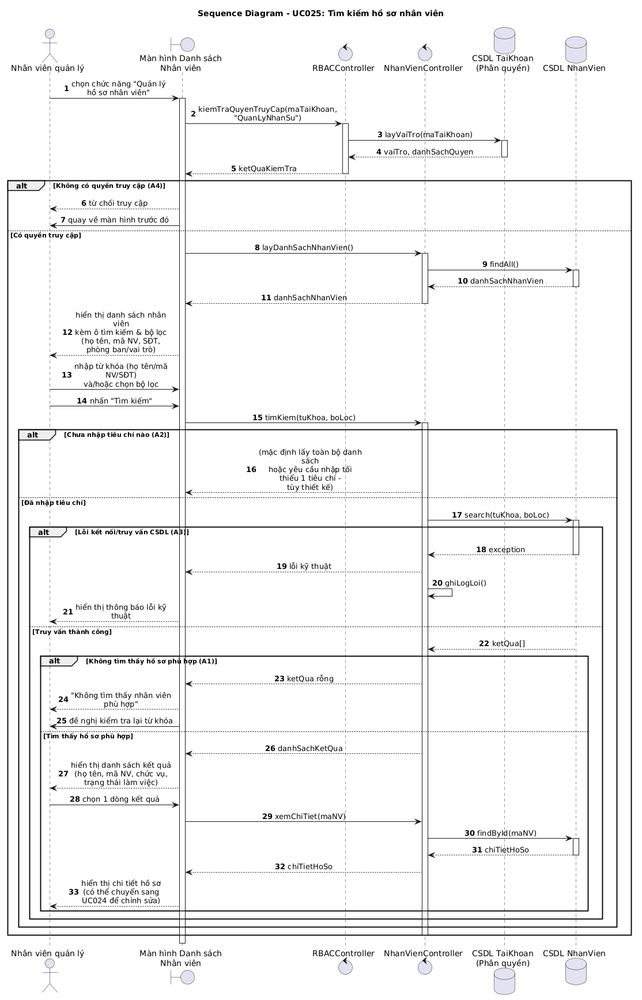 Sequence Diagram - UC025: Tìm kiếm hồ sơ nhân viên
Nhân viên quản lý
Màn hình Danh sách
Nhân viên
RBACController
NhanVienController
CSDL TaiKhoan
(Phân quyền)
CSDL NhanVien
1 chọn chức năng "Quản lý
hồ sơ nhân viên"
2 kiemTraQuyenTruyCap(maTaiKhoan,
"QuanLyNhanSu")
3 layVaiTro(maTaiKhoan)
4 vaiTro, danhSachQuyen
5 ketQuaKiemTra
alt [Không có quyền truy cập (A4)]
6 từ chối truy cập
7 quay về màn hình trước đó
[Có quyền truy cập]
8 layDanhSachNhanVien()
9 findAll()
10 danhSachNhanVien
11 danhSachNhanVien
hiển thị danh sách nhân
viên
12 kèm ô tìm kiếm & bộ lọc
(họ tên, mã NV, SĐT,
phòng ban/vai trò)
nhập từ khóa (họ tên/mã
13 NV/SĐT)
và/hoặc chọn bộ lọc
14 nhấn "Tìm kiếm"
15 timKiem(tuKhoa, boLoc)
alt [Chưa nhập tiêu chí nào (A2)]
(mặc định lấy toàn bộ danh
sách
16 hoặc yêu cầu nhập tối
thiểu 1 tiêu chí -
tùy thiết kế)
[Đã nhập tiêu chí]
17 search(tuKhoa, boLoc)
alt [Lỗi kết nối/truy vấn CSDL (A3)]
18 exception
19 lỗi kỹ thuật
20 ghiLogLoi()
21 hiển thị thông báo lỗi kỹ
thuật
[Truy vấn thành công]
22 ketQua[]
alt [Không tìm thấy hồ sơ phù hợp (A1)]
23 ketQua rỗng
24 "Không tìm thấy nhân viên
phù hợp"
25 đề nghị kiểm tra lại từ khóa
[Tìm thấy hồ sơ phù hợp]
26 danhSachKetQua
hiển thị danh sách kết quả
27 (họ tên, mã NV, chức vụ,
trạng thái làm việc)
28 chọn 1 dòng kết quả
29 xemChiTiet(maNV)
30 findById(maNV)
31 chiTietHoSo
32 chiTietHoSo
hiển thị chi tiết hồ sơ
33 (có thể chuyển sang
UC024 để chỉnh sửa)
Nhân viên quản lý
Màn hình Danh sách
Nhân viên
RBACController
NhanVienController
CSDL TaiKhoan
(Phân quyền)
CSDL NhanVien